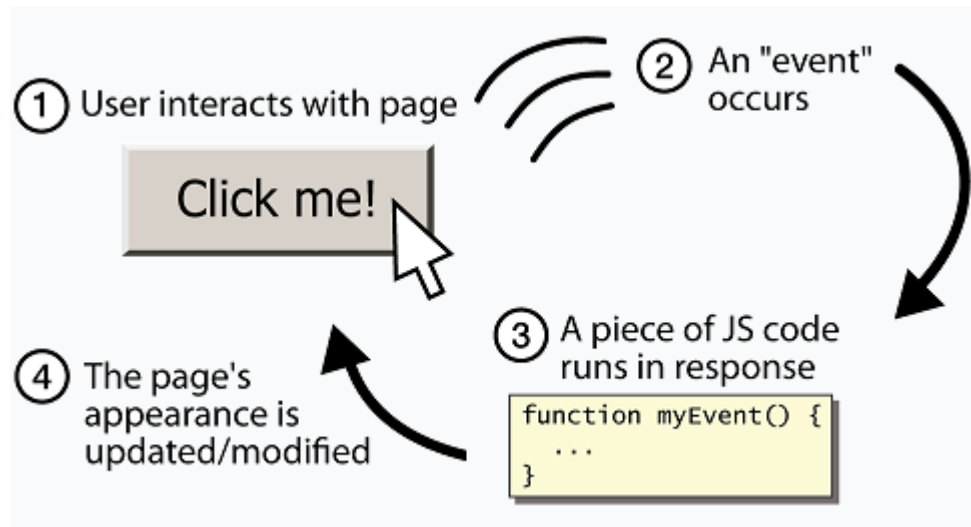 1 User interacts with page
Click me!
2 An "event"
occurs
3 A piece of JS code
runs in response
function myEvent() {
...
}
4 The page's
appearance is
updated/modified